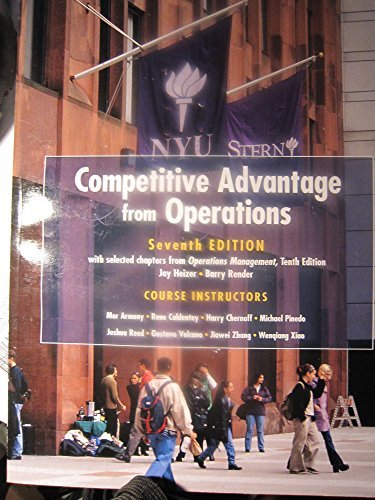 NYU
STERN
Competitive Advantage
from Operations
Seventh EDITION
with selected chapters from Operations Management, Tenth Edition
Jay Heizer • Barry Render
COURSE INSTRUCTORS
Mor Armony • Rene Caldentey • Harry Chernoff • Michael Pinedo
Joshua Reed • Gustavo Vulcano • Jiawei Zhang • Wenqiang Xiao